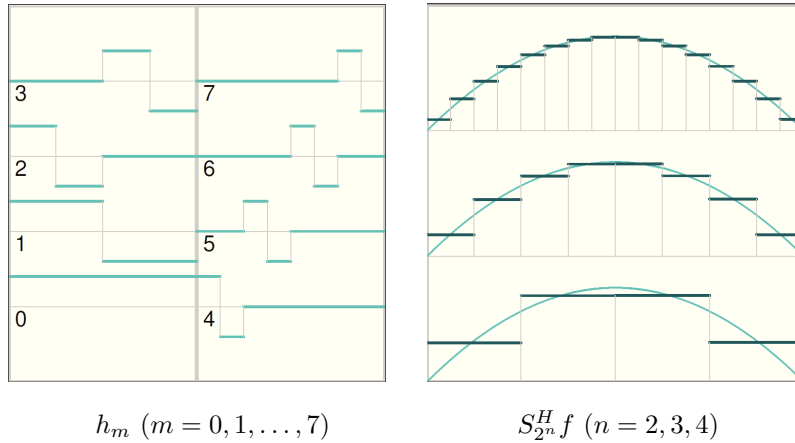 3 7
2 6
1 5
0 4
h_m (m = 0, 1, . . . , 7) S^H_{2^n} f (n = 2, 3, 4)